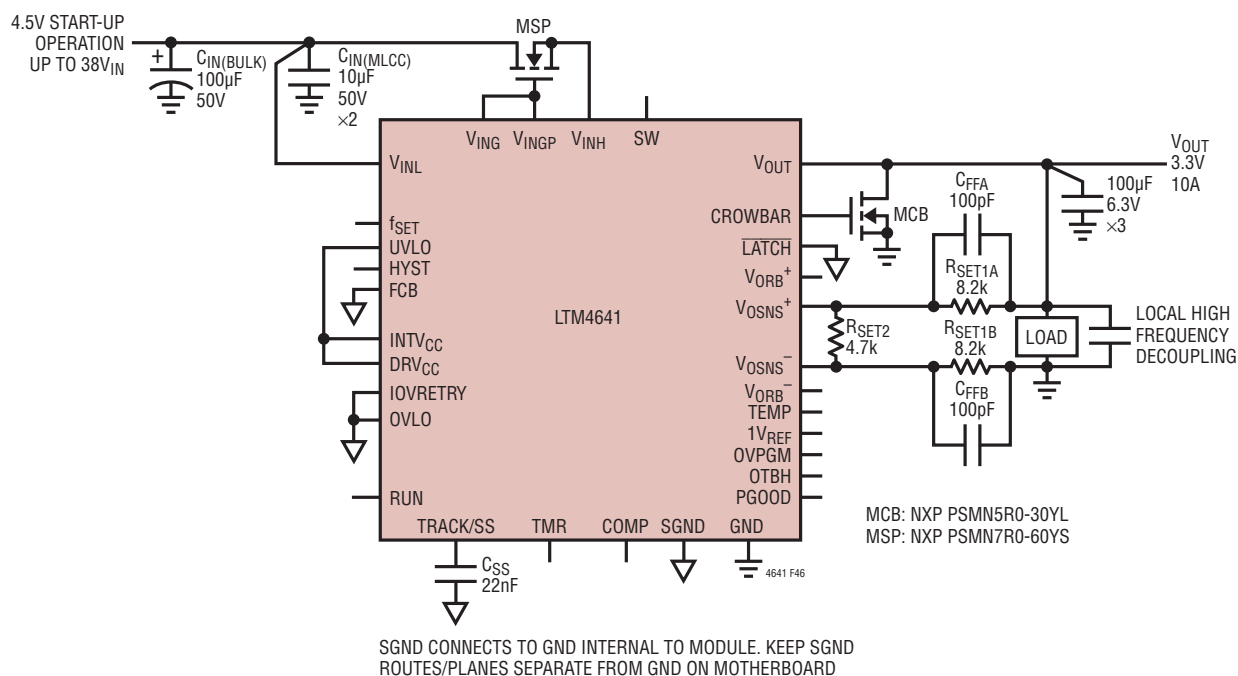 4.5V START-UP
OPERATION
UP TO 38VIN
+
CIN(BULK)
100µF
50V
CIN(MLCC)
10µF
50V
×2
MSP
VING
VINGP
VINH
SW
VINL
fSET
UVLO
HYST
FCB
INTVCC
DRVCC
IOVRETRY
OVLO
RUN
TRACK/SS
TMR
COMP
SGND
GND
LTM4641
VOUT
CROWBAR
LATCH
VORB+
VOSNS+
VOSNS−
VORB−
TEMP
1VREF
OVPGM
OTBH
PGOOD
MCB
VOUT
3.3V
10A
100µF
6.3V
×3
CFFA
100pF
RSET1A
8.2k
RSET2
4.7k
RSET1B
8.2k
CFFB
100pF
LOAD
LOCAL HIGH
FREQUENCY
DECOUPLING
MCB: NXP PSMN5R0-30YL
MSP: NXP PSMN7R0-60YS
CSS
22nF
4641 F46
SGND CONNECTS TO GND INTERNAL TO MODULE. KEEP SGND
ROUTES/PLANES SEPARATE FROM GND ON MOTHERBOARD